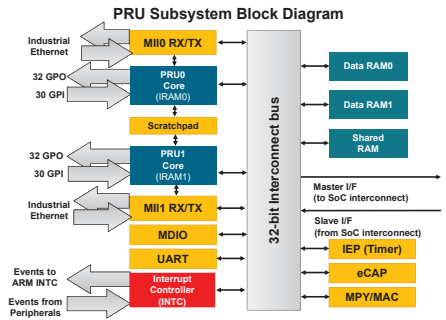 PRU Subsystem Block Diagram
Industrial
Ethernet
MII0 RX/TX
32 GPO
30 GPI
PRU0
Core
(IRAM0)
Scratchpad
32 GPO
30 GPI
PRU1
Core
(IRAM1)
Industrial
Ethernet
MII1 RX/TX
MDIO
UART
Events to
ARM INTC
Events from
Peripherals
Interrupt
Controller
(INTC)
32-bit Interconnect bus
Data RAM0
Data RAM1
Shared
RAM
Master I/F
(to SoC interconnect)
Slave I/F
(from SoC interconnect)
IEP (Timer)
eCAP
MPY/MAC